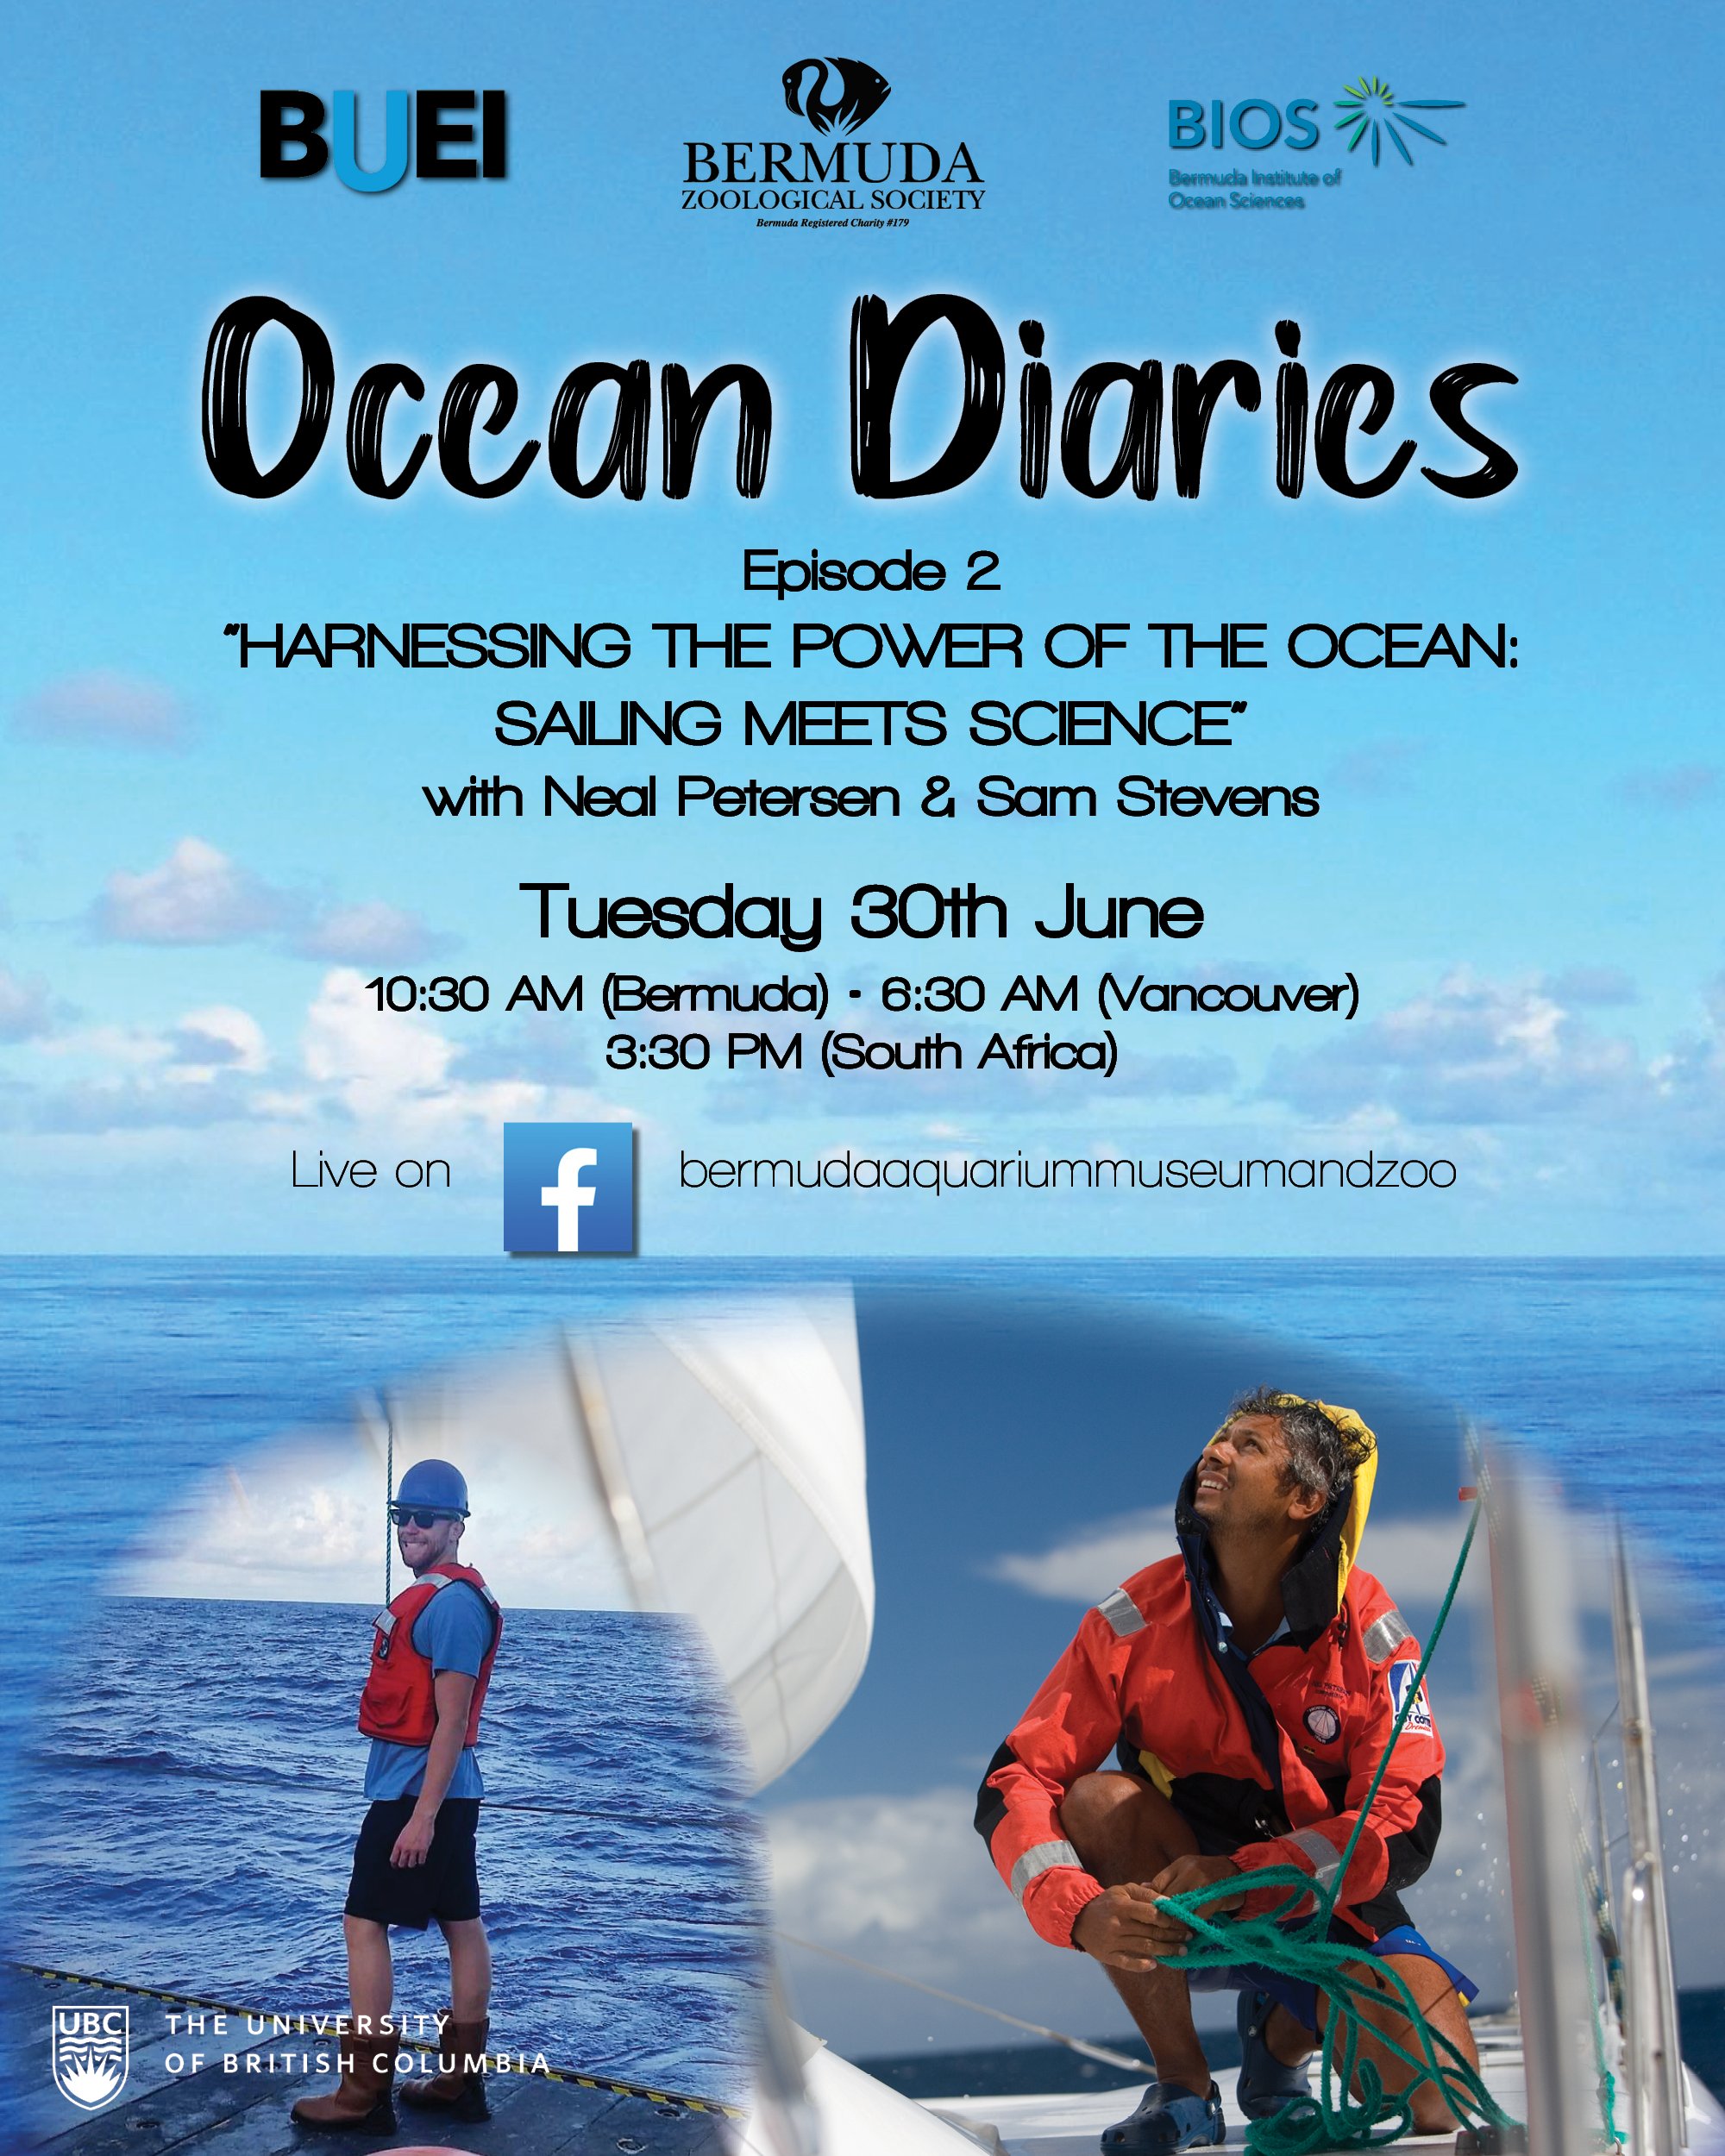 BUEI
BERMUDA
ZOOLOGICAL SOCIETY
Bermuda Registered Charity #179
BIOS
Bermuda Institute of
Ocean Sciences
Ocean Diaries
Episode 2
"HARNESSING THE POWER OF THE OCEAN:
SAILING MEETS SCIENCE"
with Neal Petersen & Sam Stevens
Tuesday 30th June
10:30 AM (Bermuda) • 6:30 AM (Vancouver)
3:30 PM (South Africa)
Live on f bermudaaquariummuseumandzoo
UBC
THE UNIVERSITY
OF BRITISH COLUMBIA